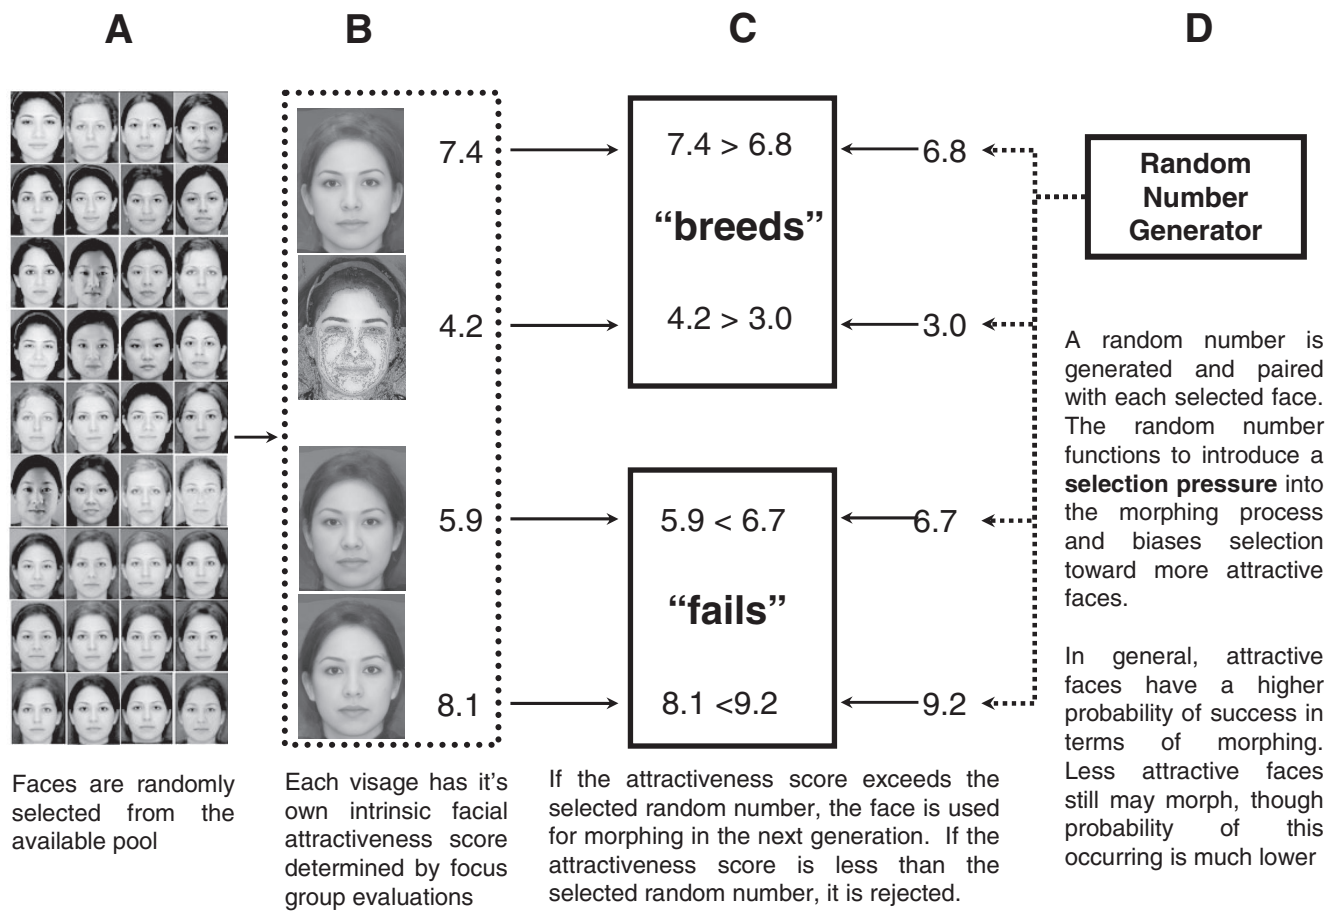 A
B
C
D
7.4
7.4 > 6.8
6.8
"breeds"
4.2
4.2 > 3.0
3.0
5.9
5.9 < 6.7
6.7
"fails"
8.1
8.1 <9.2
9.2
Random
Number
Generator
Faces are randomly
selected from the
available pool
Each visage has it's
own intrinsic facial
attractiveness score
determined by focus
group evaluations
If the attractiveness score exceeds the
selected random number, the face is used
for morphing in the next generation. If the
attractiveness score is less than the
selected random number, it is rejected.
A random number is
generated and paired
with each selected face.
The random number
functions to introduce a
selection pressure into
the morphing process
and biases selection
toward more attractive
faces.
In general, attractive
faces have a higher
probability of success in
terms of morphing.
Less attractive faces
still may morph, though
probability of this
occurring is much lower